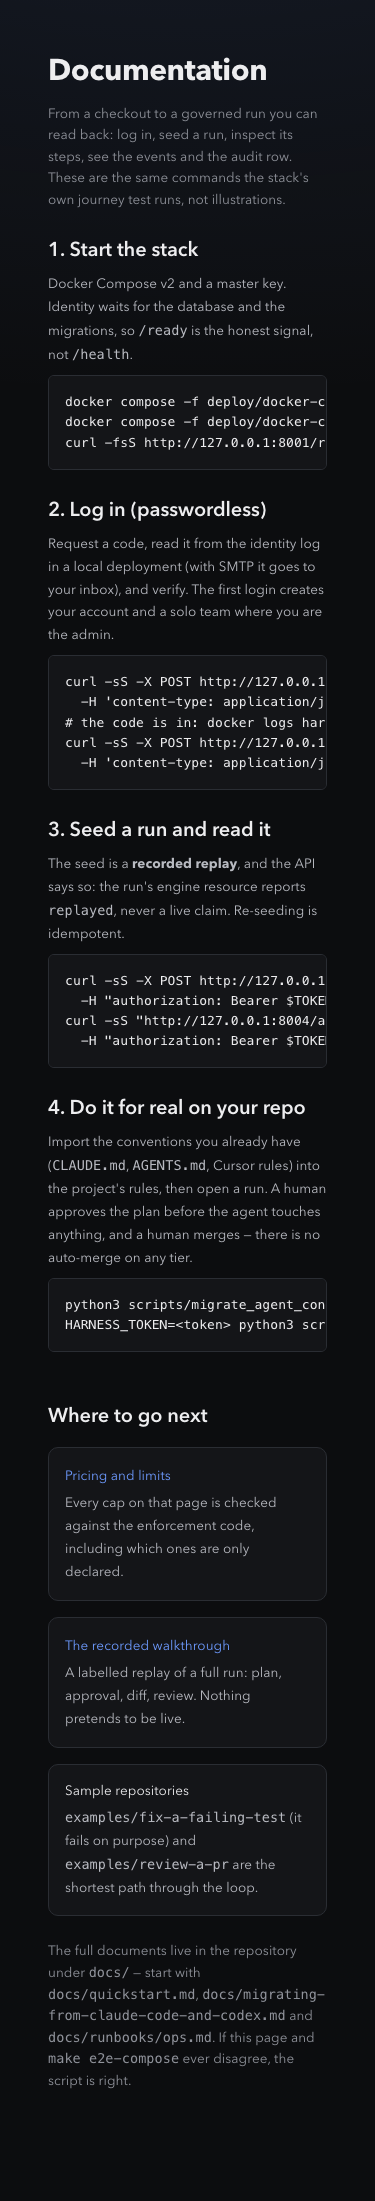 Documentation
From a checkout to a governed run you can
read back: log in, seed a run, inspect its
steps, see the events and the audit row.
These are the same commands the stack's
own journey test runs, not illustrations.
1. Start the stack
Docker Compose v2 and a master key.
Identity waits for the database and the
migrations, so /ready is the honest signal,
not /health.
docker compose -f deploy/docker-c
docker compose -f deploy/docker-c
curl -fsS http://127.0.0.1:8001/r
2. Log in (passwordless)
Request a code, read it from the identity log
in a local deployment (with SMTP it goes to
your inbox), and verify. The first login creates
your account and a solo team where you are
the admin.
curl -sS -X POST http://127.0.0.1
-H 'content-type: application/j
# the code is in: docker logs har
curl -sS -X POST http://127.0.0.1
-H 'content-type: application/j
3. Seed a run and read it
The seed is a recorded replay, and the API
says so: the run's engine resource reports
replayed, never a live claim. Re-seeding is
idempotent.
curl -sS -X POST http://127.0.0.1
-H "authorization: Bearer $TOKE
curl -sS "http://127.0.0.1:8004/a
-H "authorization: Bearer $TOKE
4. Do it for real on your repo
Import the conventions you already have
(CLAUDE.md, AGENTS.md, Cursor rules) into
the project's rules, then open a run. A human
approves the plan before the agent touches
anything, and a human merges — there is no
auto-merge on any tier.
python3 scripts/migrate_agent_con
HARNESS_TOKEN=<token> python3 scr
Where to go next
Pricing and limits
Every cap on that page is checked
against the enforcement code,
including which ones are only
declared.
The recorded walkthrough
A labelled replay of a full run: plan,
approval, diff, review. Nothing
pretends to be live.
Sample repositories
examples/fix-a-failing-test (it
fails on purpose) and
examples/review-a-pr are the
shortest path through the loop.
The full documents live in the repository
under docs/ — start with
docs/quickstart.md, docs/migrating-
from-claude-code-and-codex.md and
docs/runbooks/ops.md. If this page and
make e2e-compose ever disagree, the
script is right.